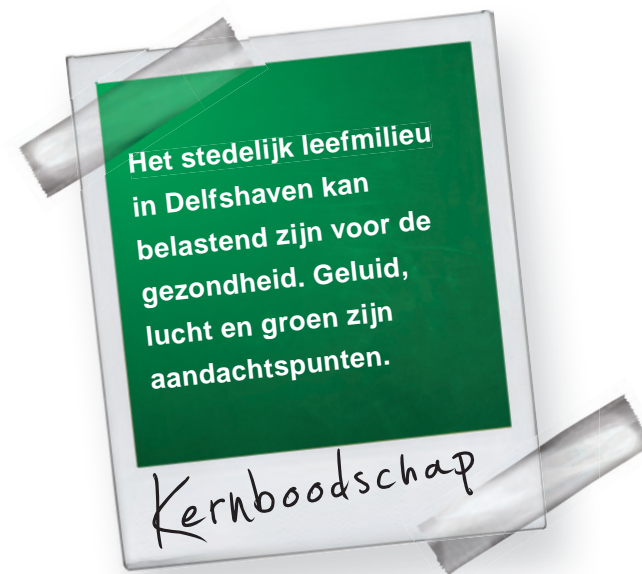 Het stedelijk leefmilieu
in Delfshaven kan
belastend zijn voor de
gezondheid. Geluid,
lucht en groen zijn
aandachtspunten.
Kernboodschap